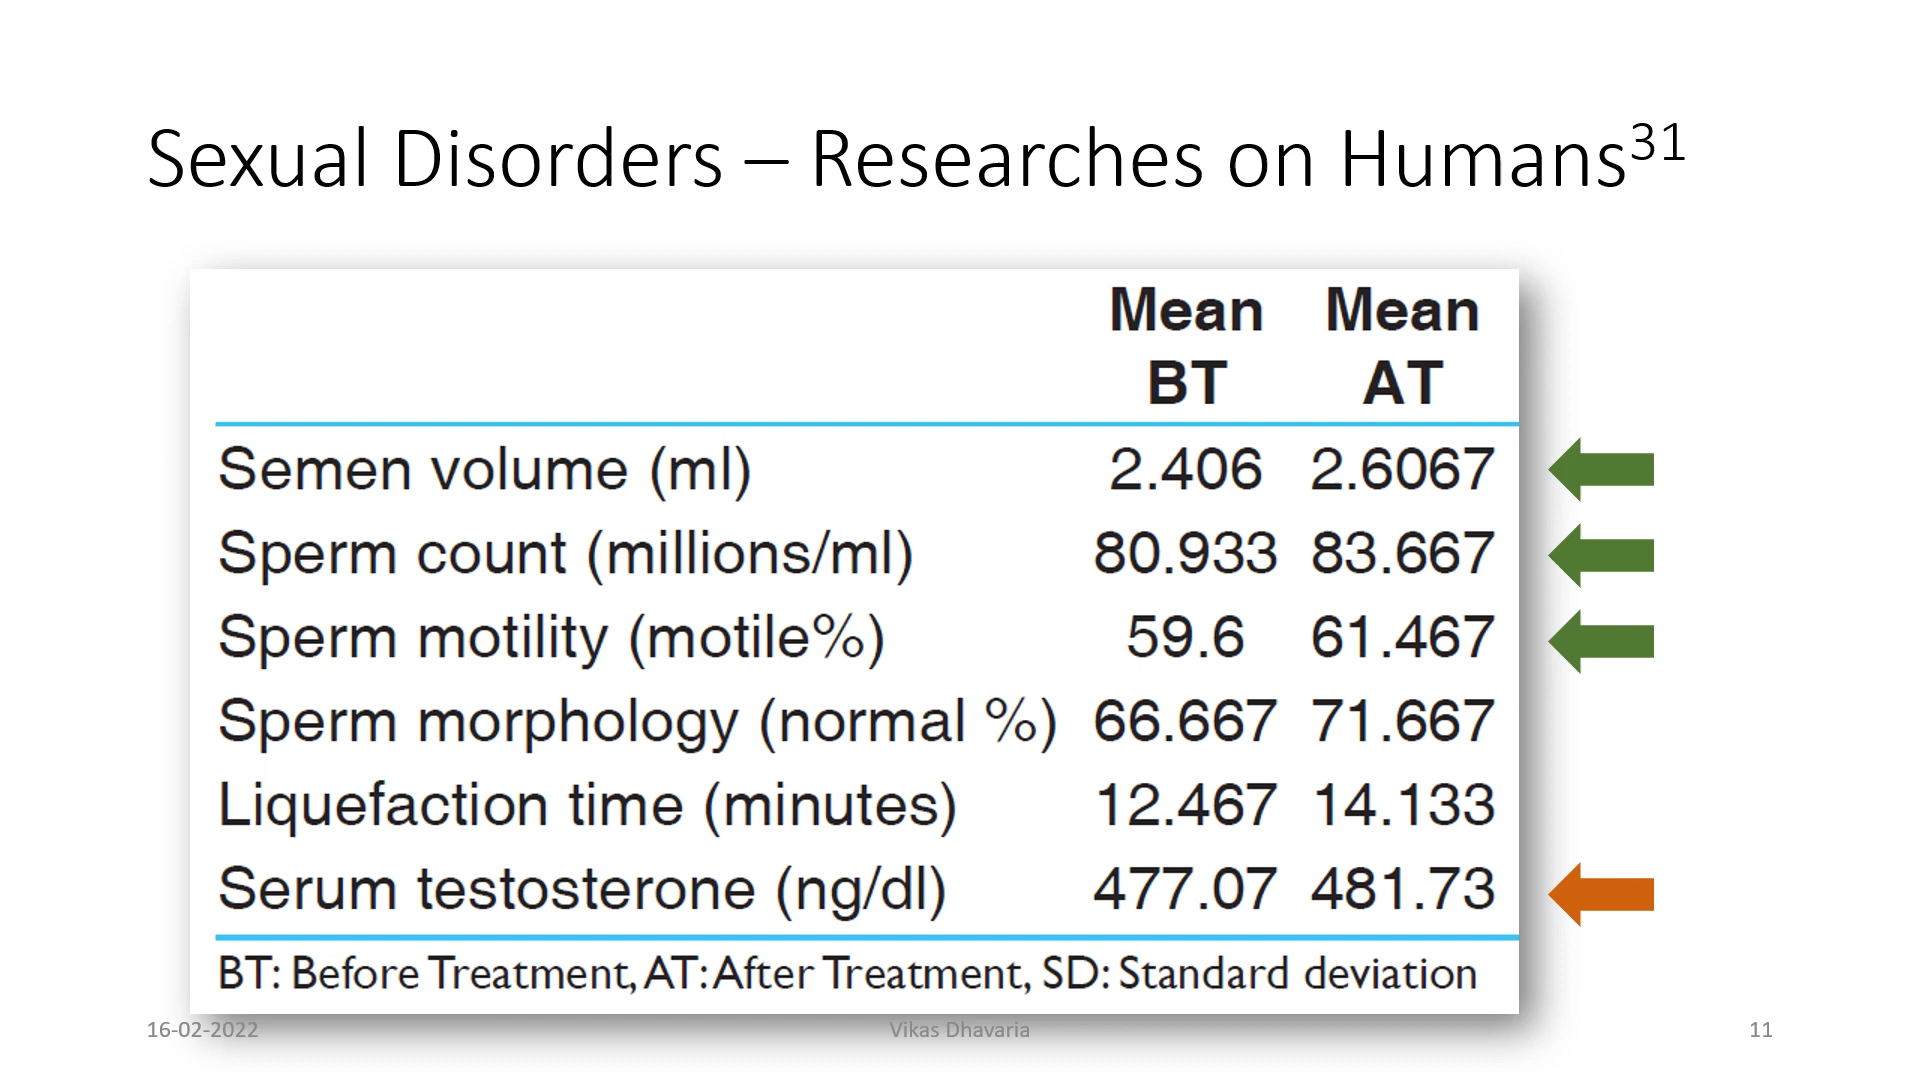 Sexual Disorders – Researches on Humans31
Mean Mean
BT AT
Semen volume (ml) 2.406 2.6067
Sperm count (millions/ml) 80.933 83.667
Sperm motility (motile%) 59.6 61.467
Sperm morphology (normal %) 66.667 71.667
Liquefaction time (minutes) 12.467 14.133
Serum testosterone (ng/dl) 477.07 481.73
BT: Before Treatment, AT: After Treatment, SD: Standard deviation
16-02-2022 Vikas Dhavaria 11